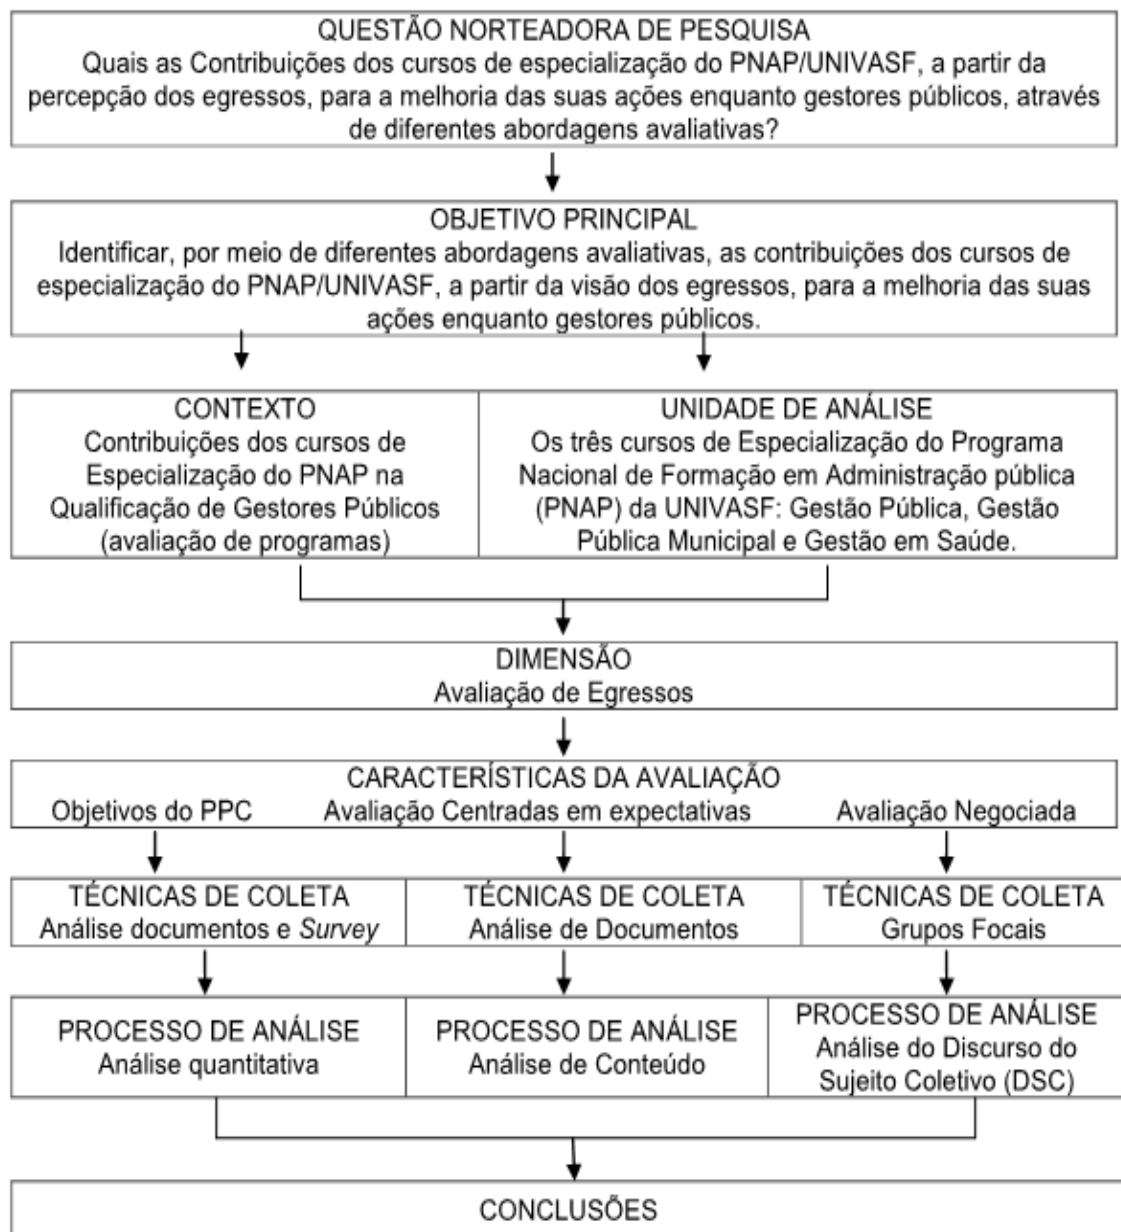 QUESTÃO NORTEADORA DE PESQUISA
Quais as Contribuições dos cursos de especialização do PNAP/UNIVASF, a partir da
percepção dos egressos, para a melhoria das suas ações enquanto gestores públicos, através
de diferentes abordagens avaliativas?
OBJETIVO PRINCIPAL
Identificar, por meio de diferentes abordagens avaliativas, as contribuições dos cursos de
especialização do PNAP/UNIVASF, a partir da visão dos egressos, para a melhoria das suas
ações enquanto gestores públicos.
CONTEXTO
Contribuições dos cursos de
Especialização do PNAP na
Qualificação de Gestores Públicos
(avaliação de programas)
UNIDADE DE ANÁLISE
Os três cursos de Especialização do Programa
Nacional de Formação em Administração pública
(PNAP) da UNIVASF: Gestão Pública, Gestão
Pública Municipal e Gestão em Saúde.
DIMENSÃO
Avaliação de Egressos
CARACTERÍSTICAS DA AVALIAÇÃO
Objetivos do PPC
Avaliação Centradas em expectativas
Avaliação Negociada
TÉCNICAS DE COLETA
Análise documentos e Survey
TÉCNICAS DE COLETA
Análise de Documentos
TÉCNICAS DE COLETA
Grupos Focais
PROCESSO DE ANÁLISE
Análise quantitativa
PROCESSO DE ANÁLISE
Análise de Conteúdo
PROCESSO DE ANÁLISE
Análise do Discurso do
Sujeito Coletivo (DSC)
CONCLUSÕES